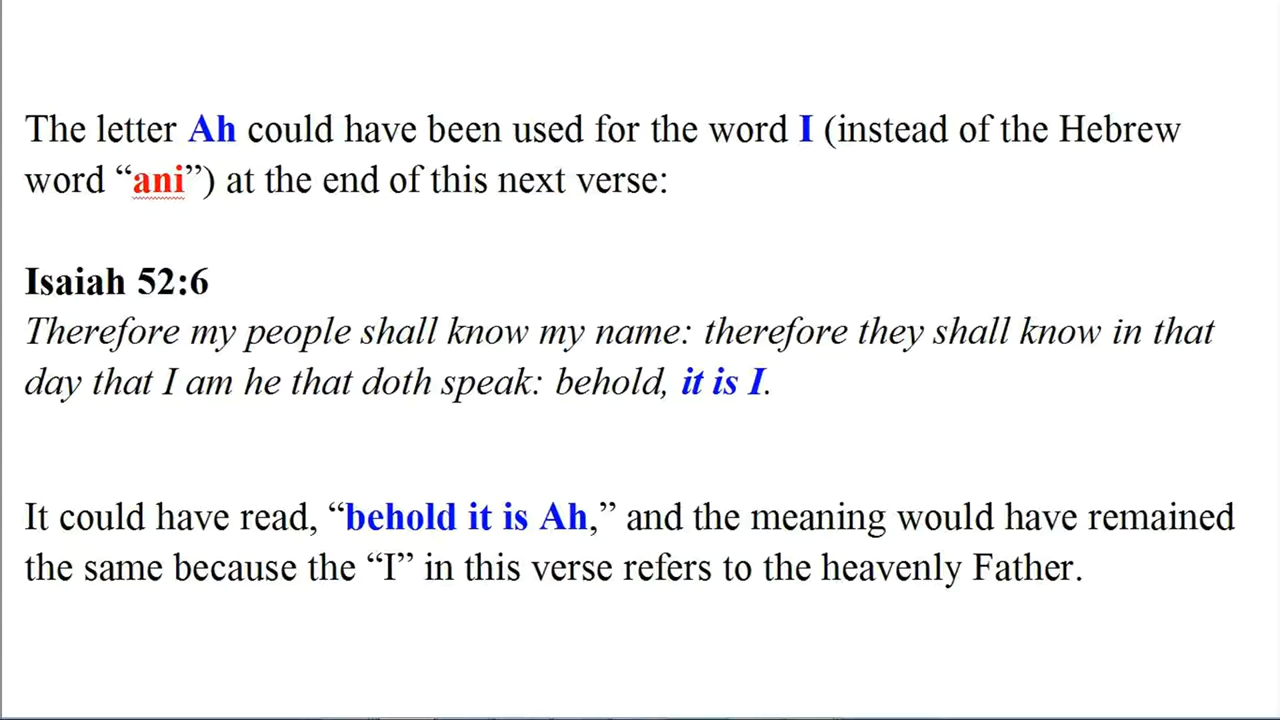 The letter Ah could have been used for the word I (instead of the Hebrew
word “ani”) at the end of this next verse:
Isaiah 52:6
Therefore my people shall know my name: therefore they shall know in that
day that I am he that doth speak: behold, it is I.
It could have read, “behold it is Ah,” and the meaning would have remained
the same because the “I” in this verse refers to the heavenly Father.